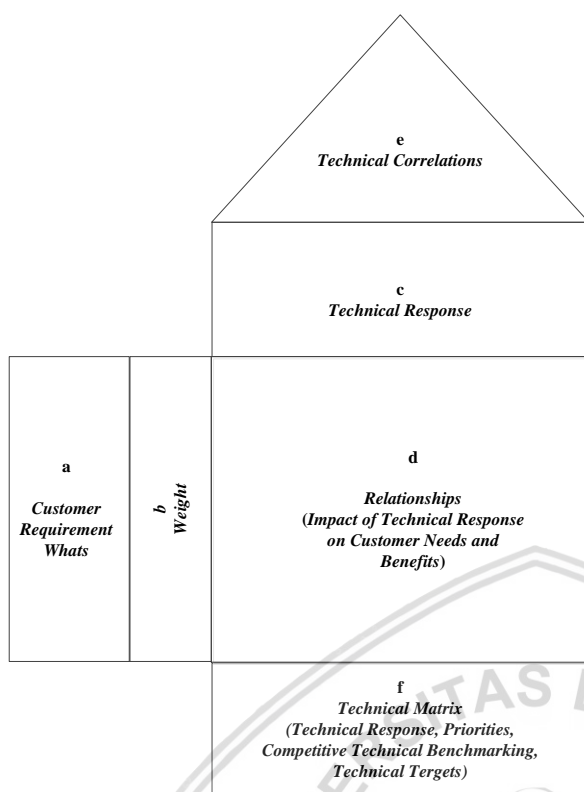 e
Technical Correlations
c
Technical Response
a
Customer
Requirement
Whats
b
Weight
d
Relationships
(Impact of Technical Response
on Customer Needs and
Benefits)
f
Technical Matrix
(Technical Response, Priorities,
Competitive Technical Benchmarking,
Technical Tergets)
ERSITAS